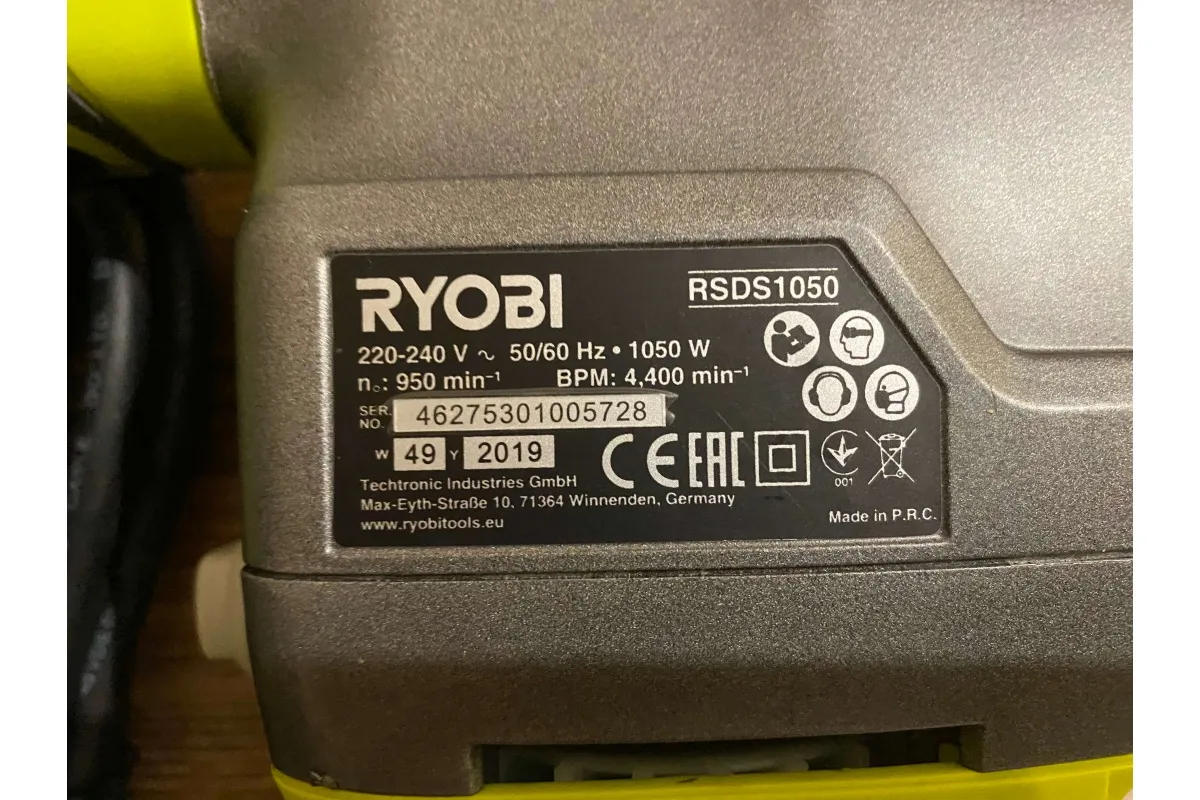 RYOBI
RSDS1050
220-240 V ~ 50/60 Hz • 1050 W
n₀: 950 min⁻¹ BPM: 4,400 min⁻¹
SER. NO. 46275301005728
W 49 Y 2019
CE EAC
001
Techtronic Industries GmbH
Max-Eyth-Straße 10, 71364 Winnenden, Germany
www.ryobitools.eu
Made in P.R.C.